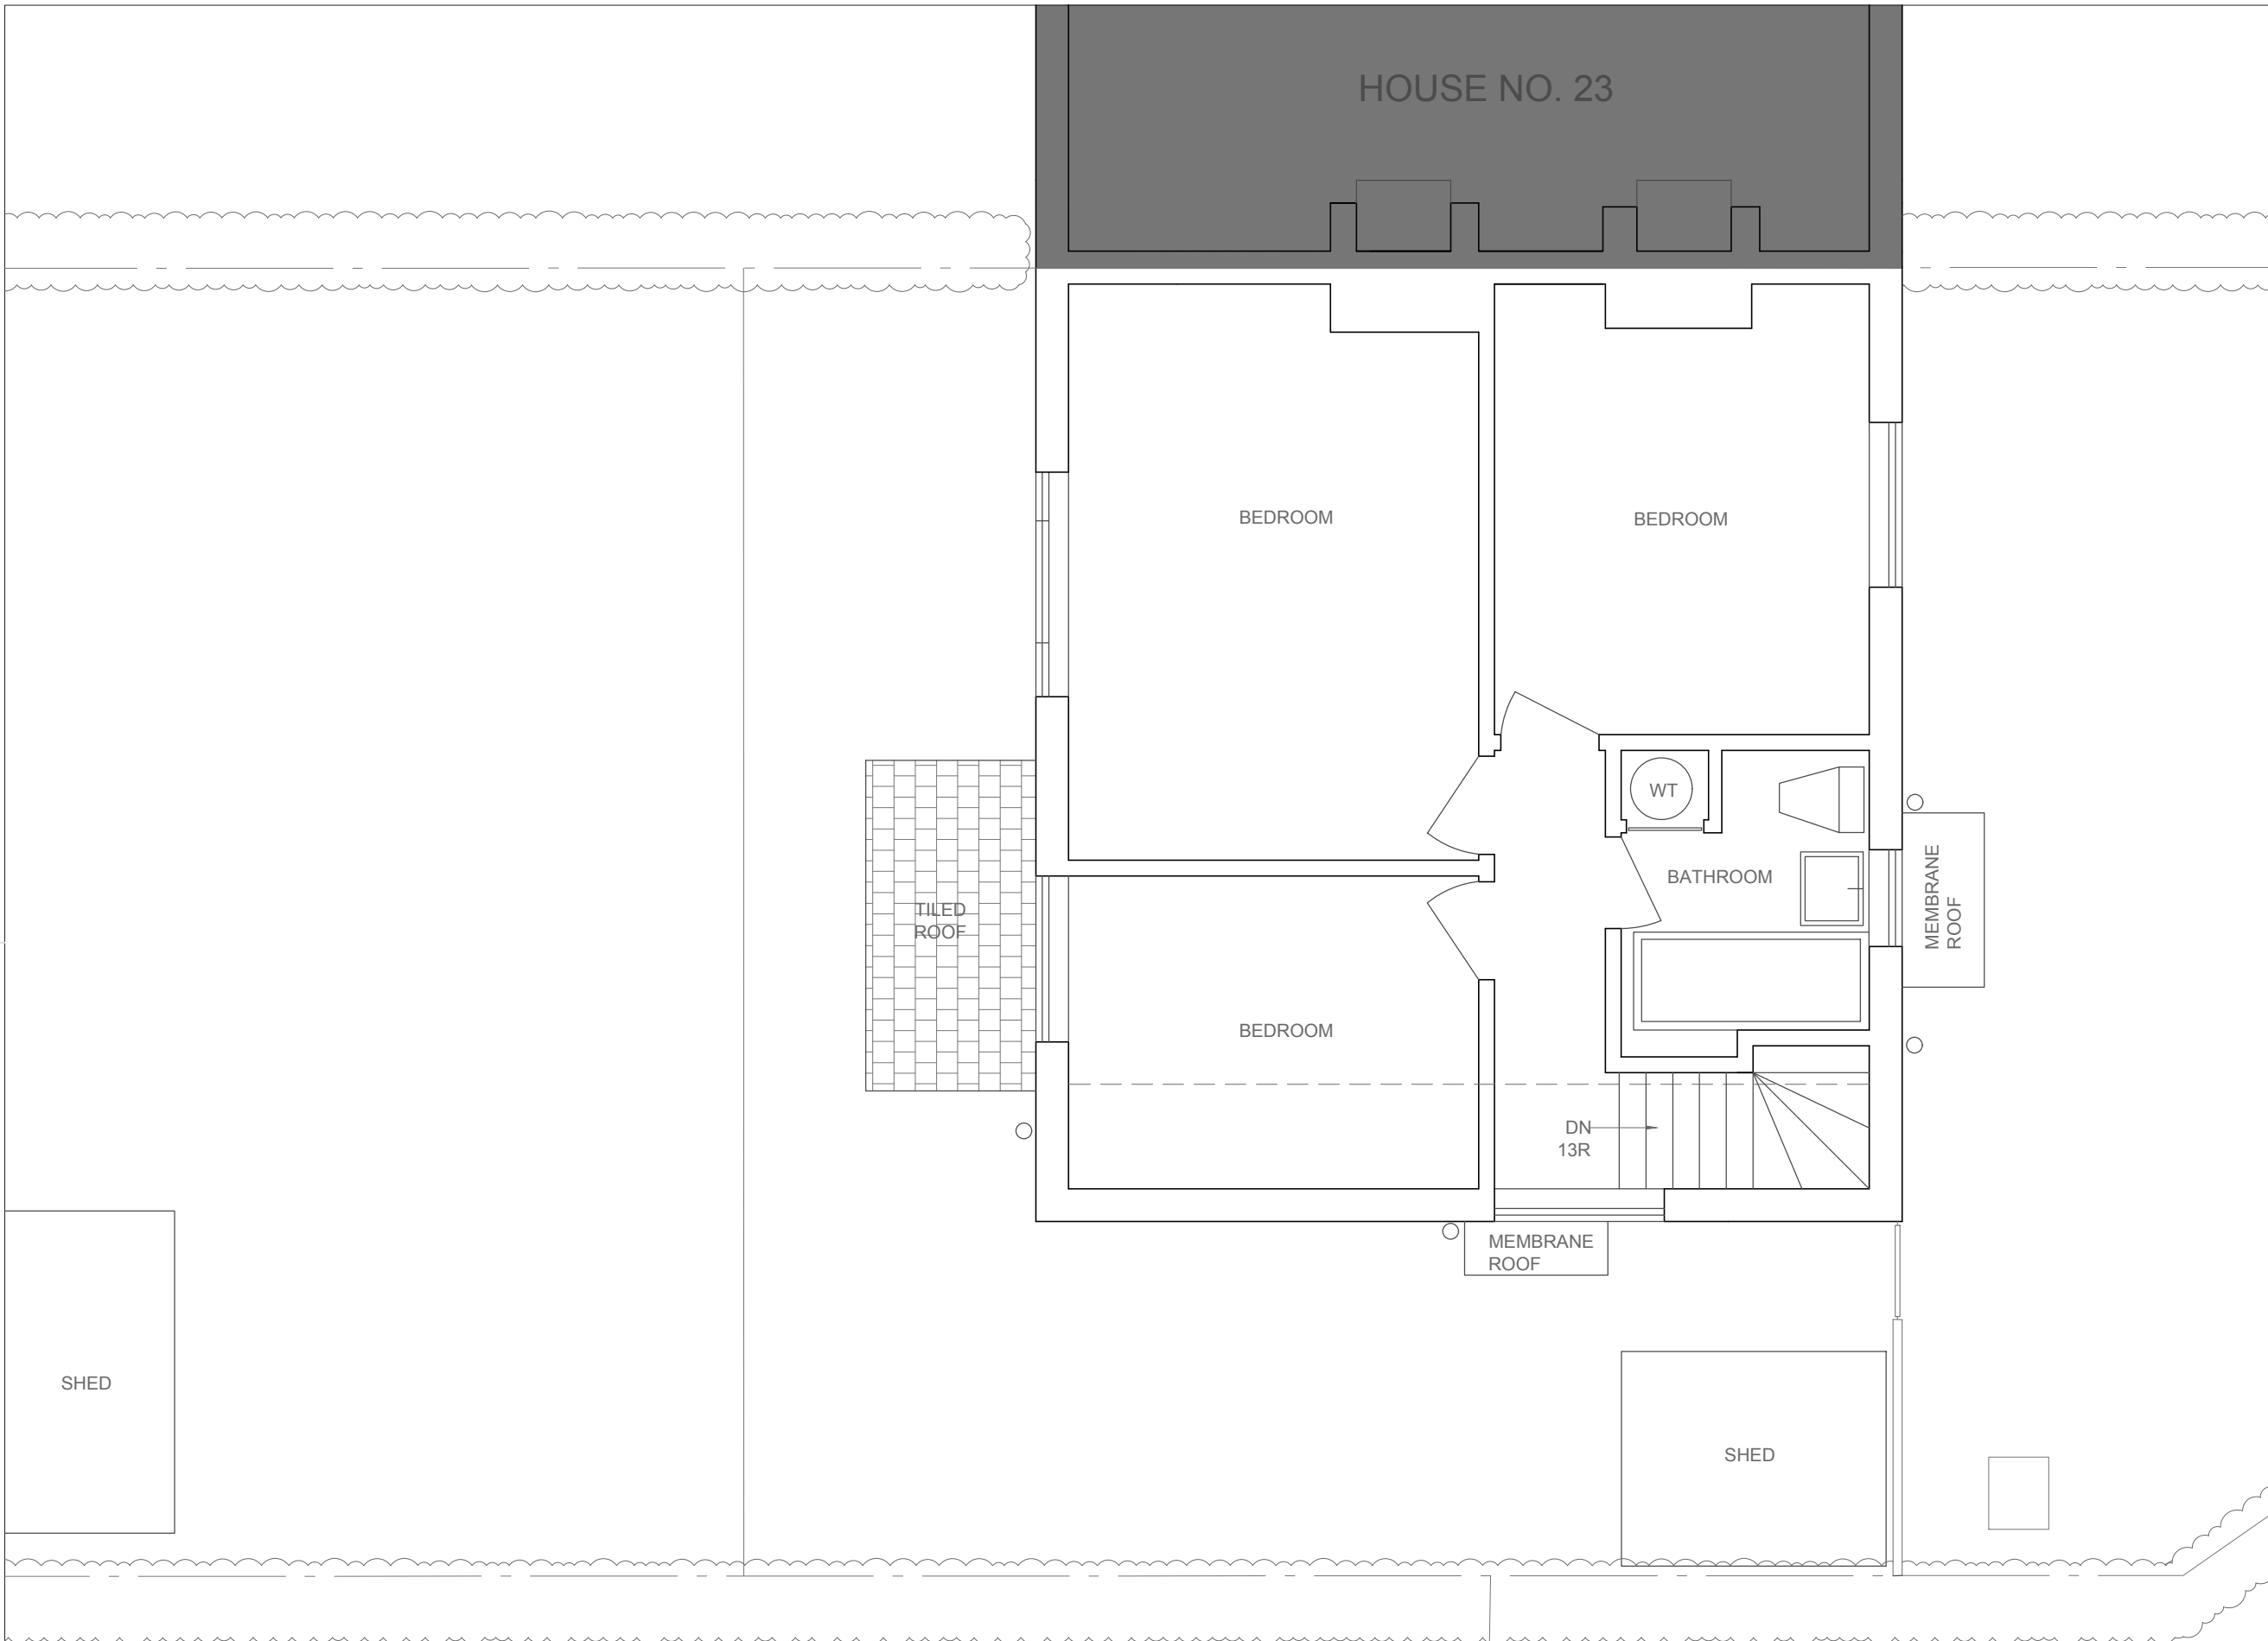 HOUSE NO. 23
BEDROOM
BEDROOM
WT
BATHROOM
MEMBRANE
ROOF
TILED
ROOF
BEDROOM
DN
13R
MEMBRANE
ROOF
SHED
SHED